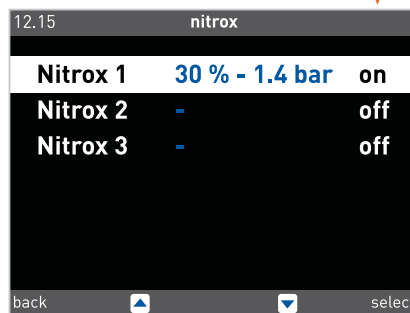 12.15 nitrox
Nitrox 1 30 % - 1.4 bar on
Nitrox 2 - off
Nitrox 3 - off
back selec